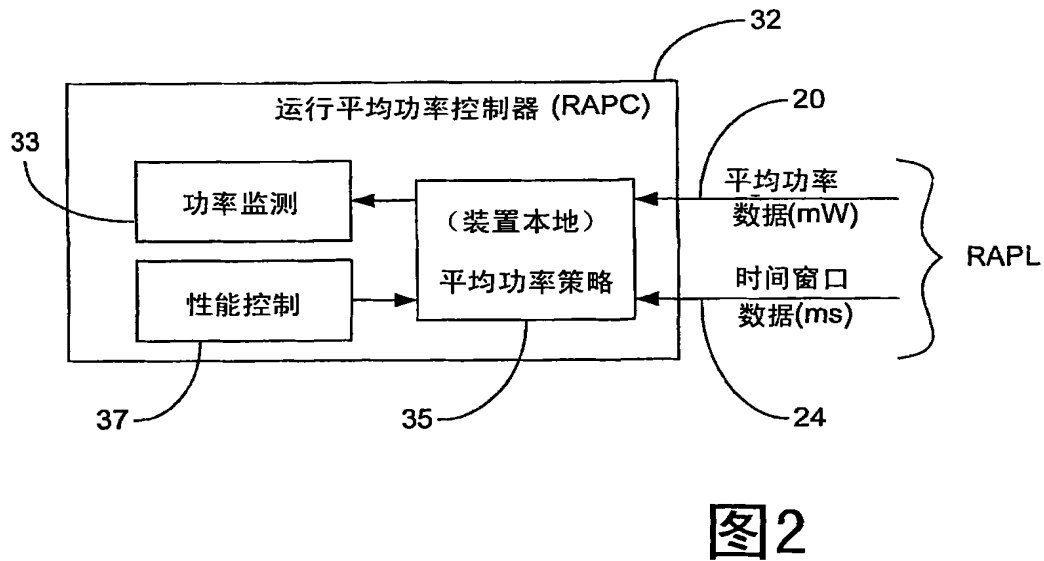 32
运行平均功率控制器 (RAPC)
20
33
功率监测
（装置本地）
平均功率策略
平均功率
数据(mW)
RAPL
性能控制
时间窗口
数据(ms)
37
35
24
图2